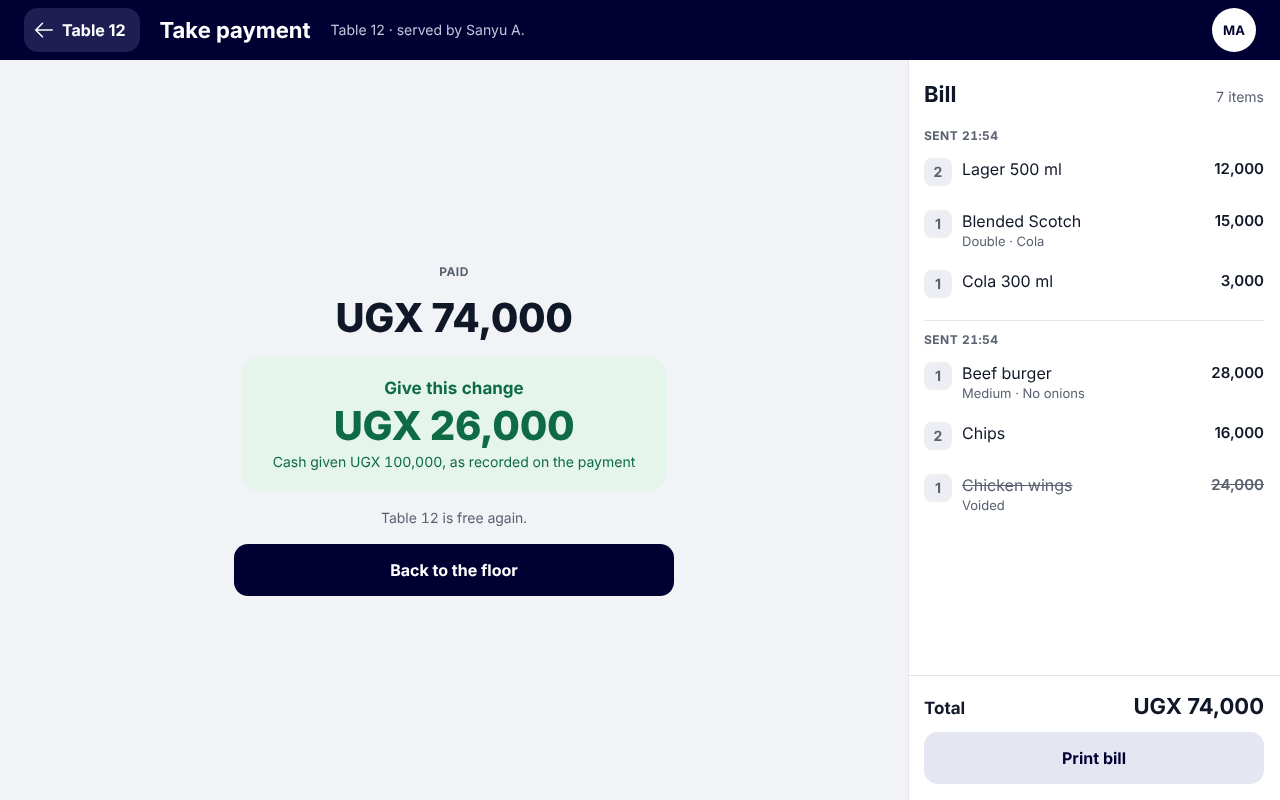 Table 12
Take payment
Table 12 · served by Sanyu A.
MA
PAID
UGX 74,000
Give this change
UGX 26,000
Cash given UGX 100,000, as recorded on the payment
Table 12 is free again.
Back to the floor
Bill
7 items
SENT 21:54
2 Lager 500 ml 12,000
1 Blended Scotch 15,000
Double · Cola
1 Cola 300 ml 3,000
SENT 21:54
1 Beef burger 28,000
Medium · No onions
2 Chips 16,000
1 Chicken wings 24,000
Voided
Total UGX 74,000
Print bill